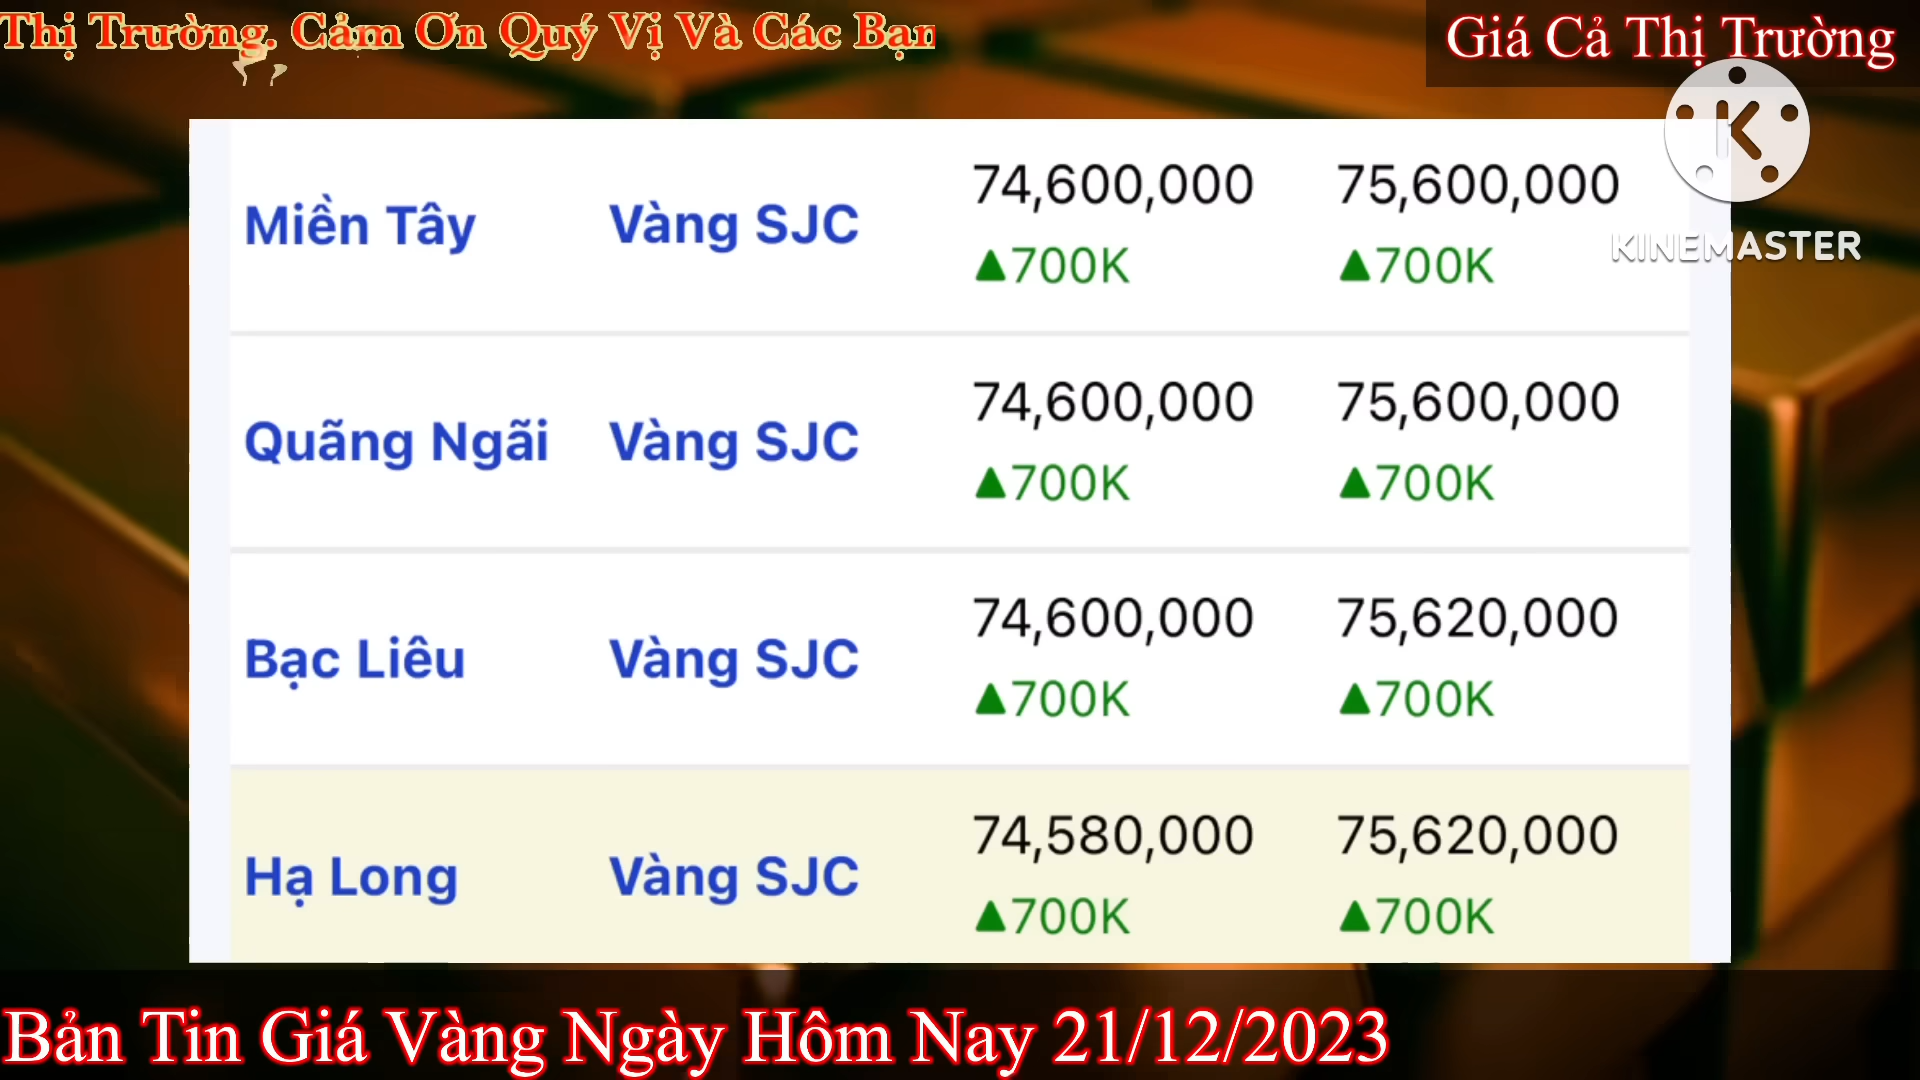 Thị Trường. Cảm Ơn Quý Vị Và Các Bạn
Giá Cả Thị Trường
KINEMASTER
Miền Tây Vàng SJC 74,600,000 75,600,000
▲700K ▲700K
Quãng Ngãi Vàng SJC 74,600,000 75,600,000
▲700K ▲700K
Bạc Liêu Vàng SJC 74,600,000 75,620,000
▲700K ▲700K
Hạ Long Vàng SJC 74,580,000 75,620,000
▲700K ▲700K
Bản Tin Giá Vàng Ngày Hôm Nay 21/12/2023